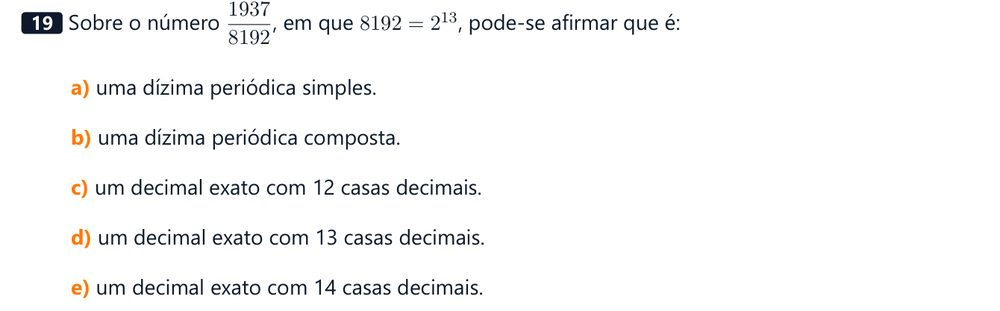 19 Sobre o número 1937/8192, em que 8192 = 2¹³, pode-se afirmar que é:
a) uma dízima periódica simples.
b) uma dízima periódica composta.
c) um decimal exato com 12 casas decimais.
d) um decimal exato com 13 casas decimais.
e) um decimal exato com 14 casas decimais.